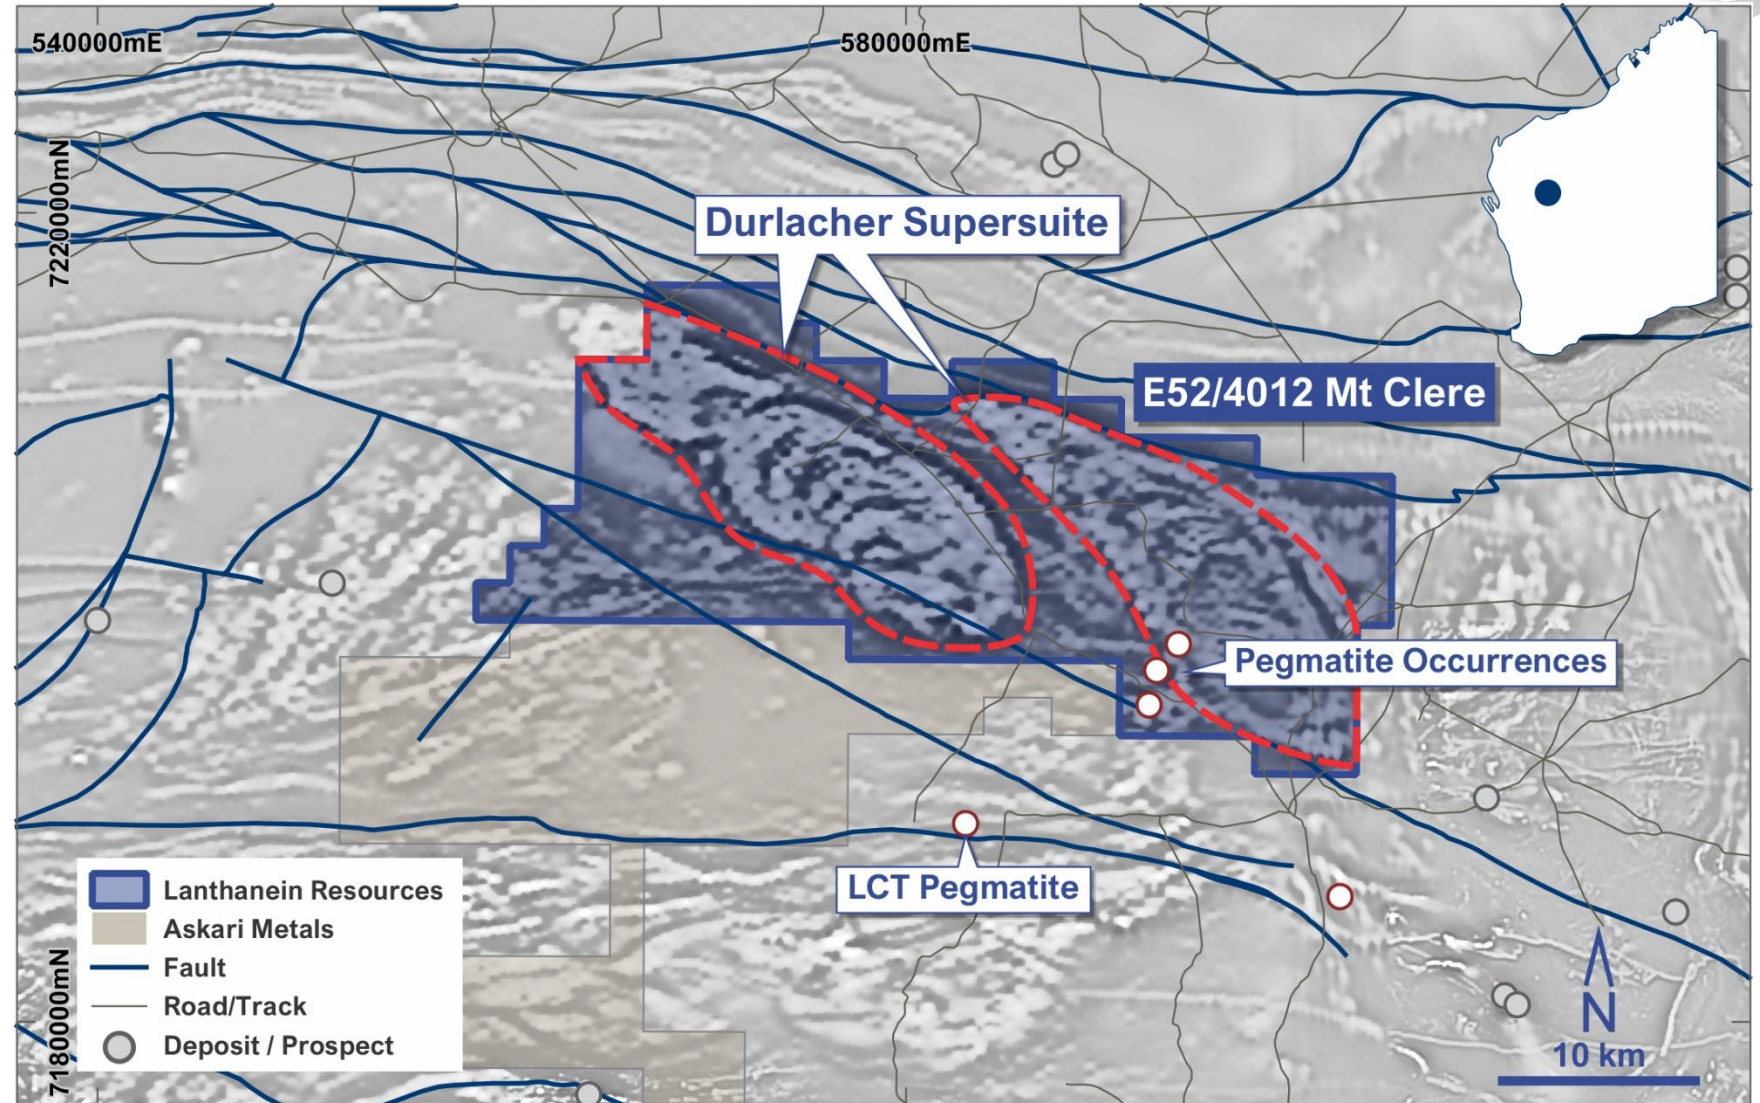 540000mE
580000mE
7220000mN
Durlacher Supersuite
E52/4012 Mt Clere
Pegmatite Occurrences
LCT Pegmatite
Lanthanein Resources
Askari Metals
Fault
Road/Track
Deposit / Prospect
7180000mN
N
10 km